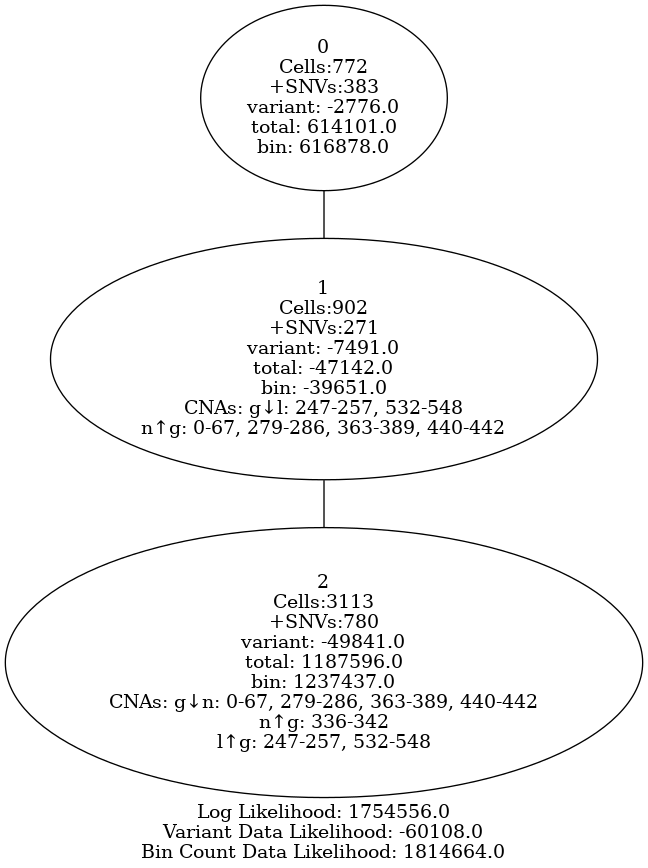 0
Cells:772
+SNVs:383
variant: -2776.0
total: 614101.0
bin: 616878.0
1
Cells:902
+SNVs:271
variant: -7491.0
total: -47142.0
bin: -39651.0
CNAs: g↓l: 247-257, 532-548
n↑g: 0-67, 279-286, 363-389, 440-442
2
Cells:3113
+SNVs:780
variant: -49841.0
total: 1187596.0
bin: 1237437.0
CNAs: g↓n: 0-67, 279-286, 363-389, 440-442
n↑g: 336-342
l↑g: 247-257, 532-548
Log Likelihood: 1754556.0
Variant Data Likelihood: -60108.0
Bin Count Data Likelihood: 1814664.0